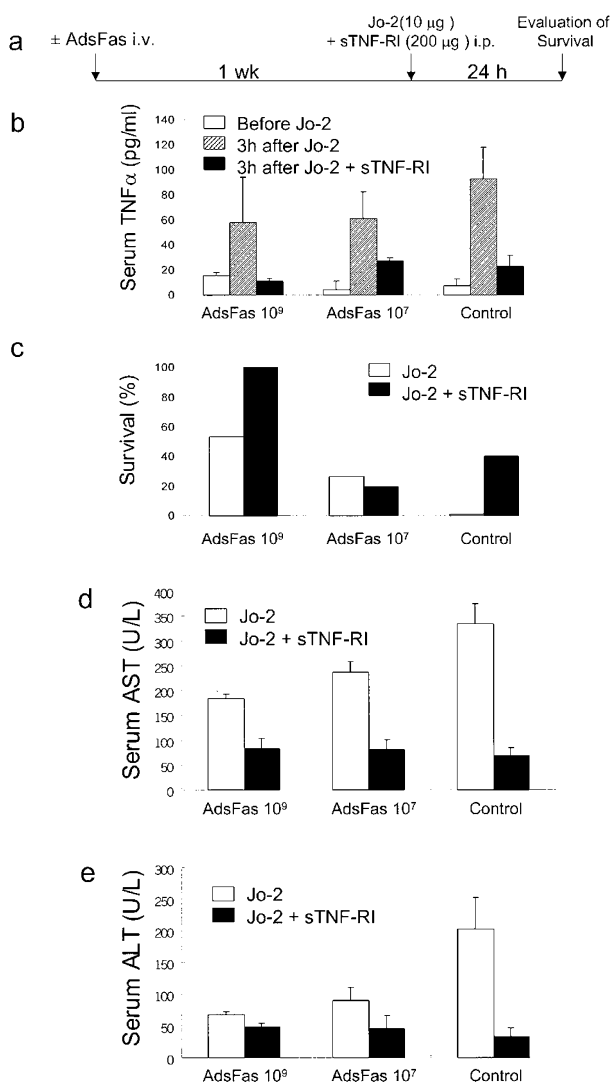 a
± AdsFas i.v.
Jo-2(10 µg )
+ sTNF-RI (200 µg ) i.p.
Evaluation of
Survival
1 wk
24 h
b
Serum TNFα (pg/ml)
140
120
100
80
60
40
20
0
Before Jo-2
3h after Jo-2
3h after Jo-2 + sTNF-RI
AdsFas 10⁹
AdsFas 10⁷
Control
c
Survival (%)
100
80
60
40
20
0
Jo-2
Jo-2 + sTNF-RI
AdsFas 10⁹
AdsFas 10⁷
Control
d
Serum AST (U/L)
400
350
300
250
200
150
100
50
0
Jo-2
Jo-2 + sTNF-RI
AdsFas 10⁹
AdsFas 10⁷
Control
e
Serum ALT (U/L)
300
250
200
150
100
50
0
Jo-2
Jo-2 + sTNF-RI
AdsFas 10⁹
AdsFas 10⁷
Control